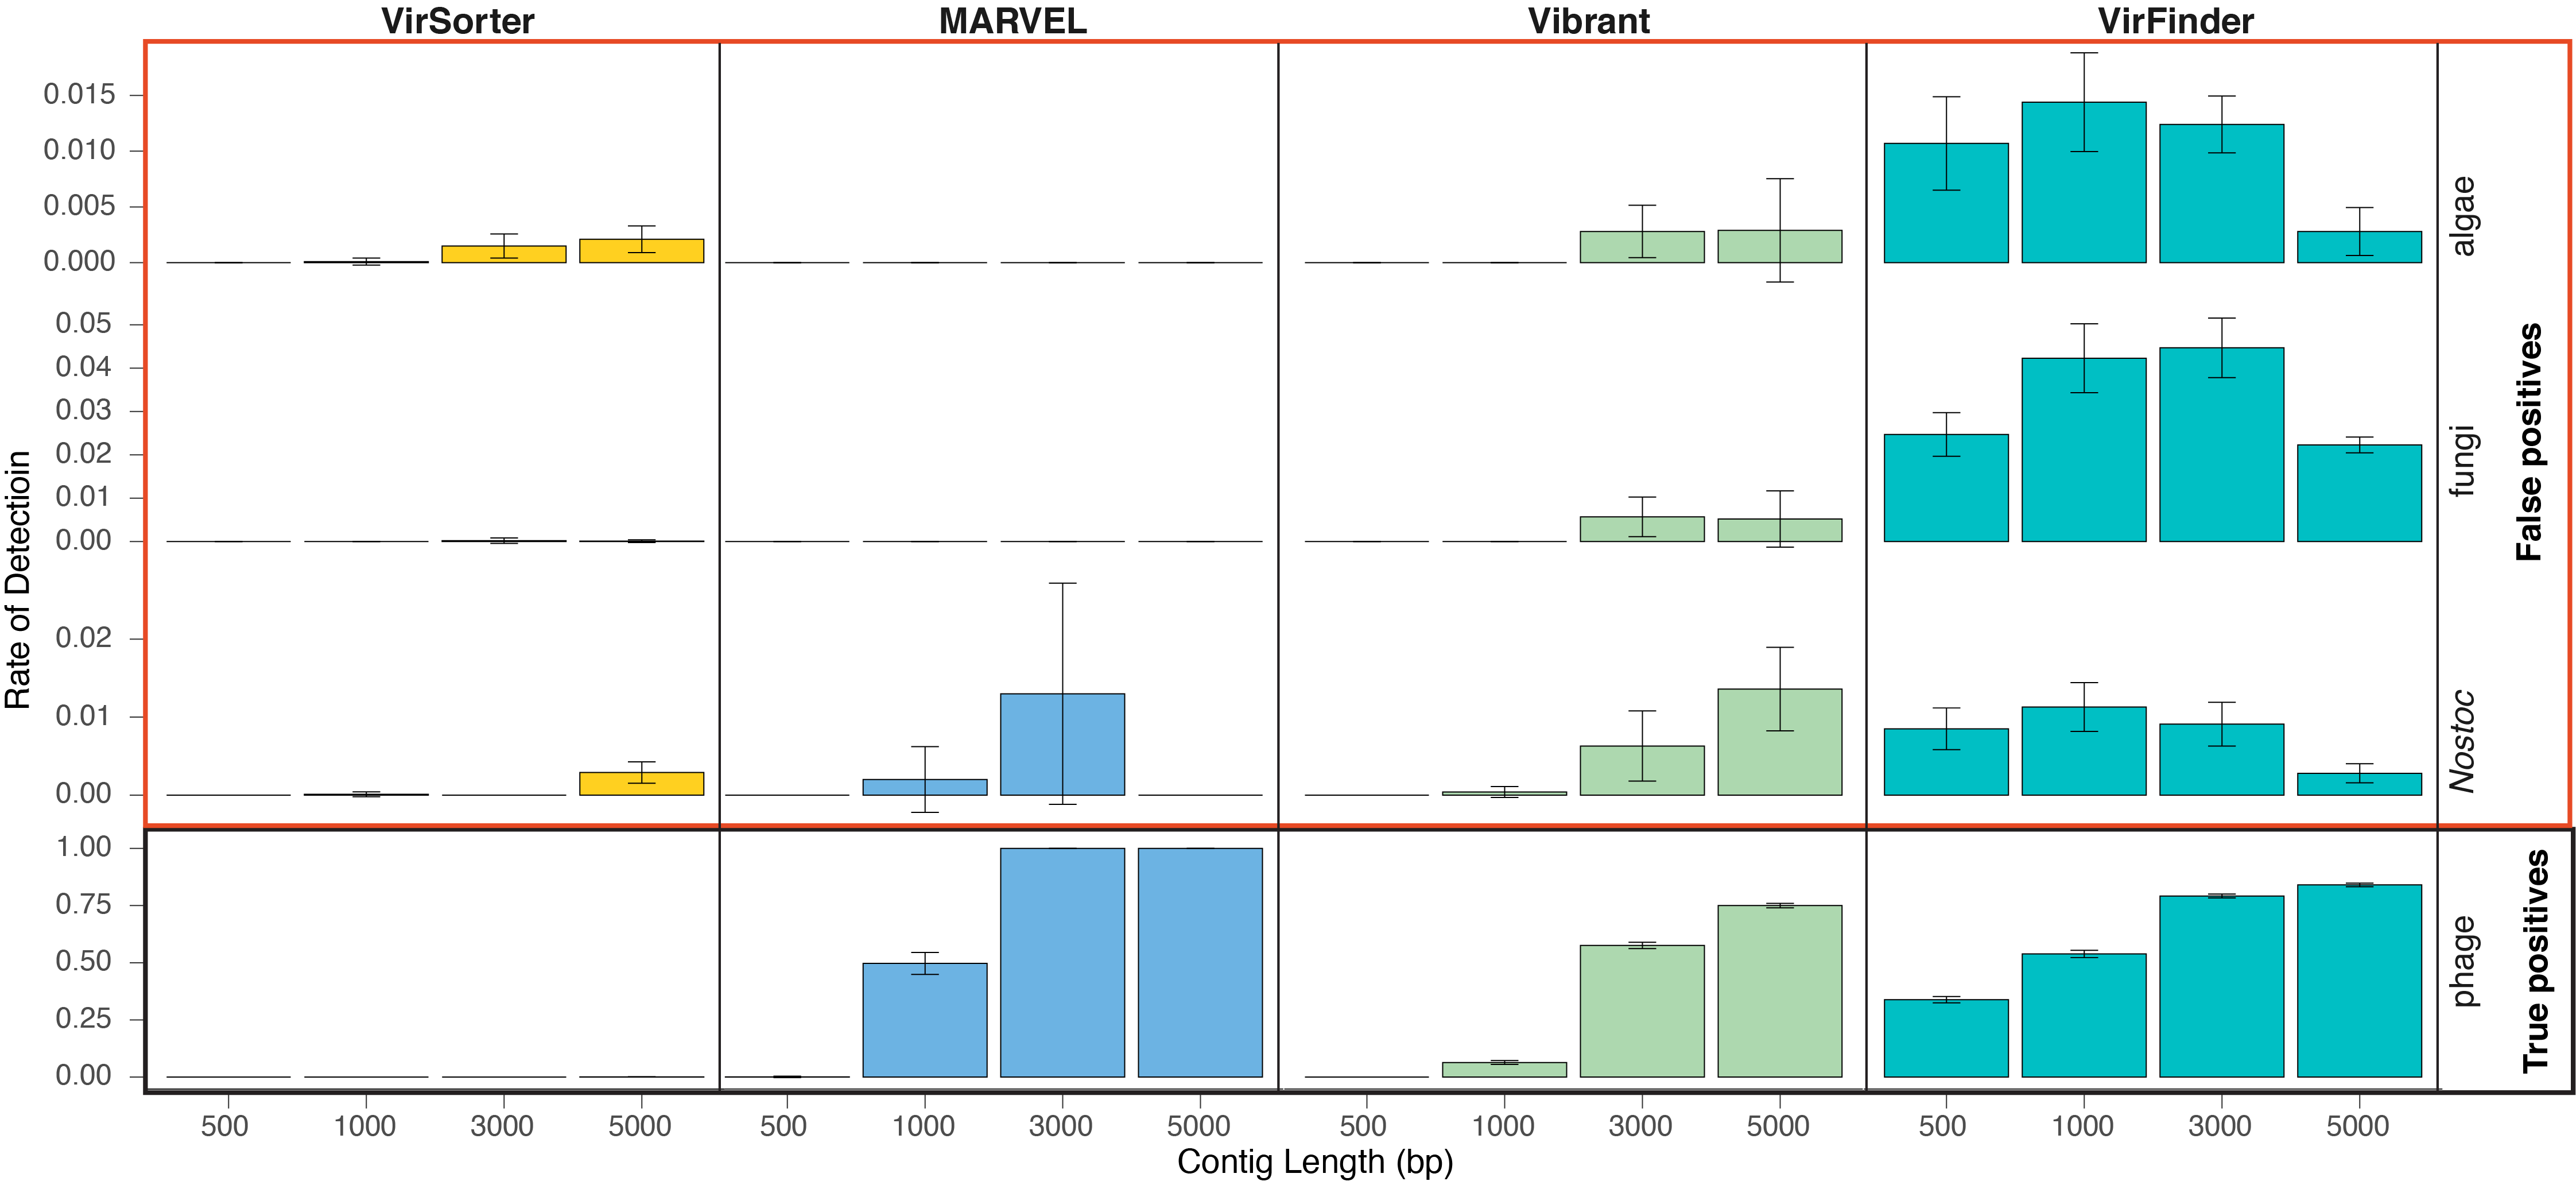 VirSorter MARVEL Vibrant VirFinder
0.015
0.010
0.005
0.000
algae
0.05
0.04
0.03
0.02
0.01
0.00
fungi
False positives
0.02
0.01
0.00
Nostoc
1.00
0.75
0.50
0.25
0.00
phage
True positives
Rate of Detectioin
500 1000 3000 5000 500 1000 3000 5000 500 1000 3000 5000 500 1000 3000 5000
Contig Length (bp)